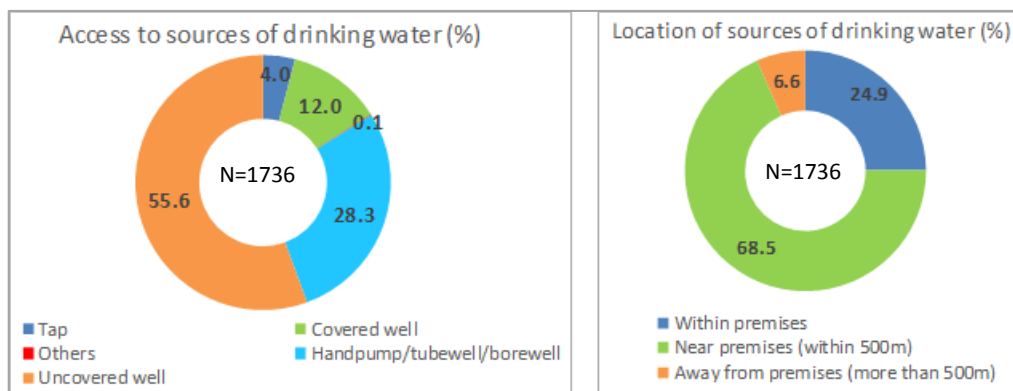 Access to sources of drinking water (%)
4.0
12.0
0.1
28.3
55.6
N=1736
Tap
Covered well
Others
Handpump/tubewell/borewell
Uncovered well
Location of sources of drinking water (%)
6.6
24.9
68.5
N=1736
Within premises
Near premises (within 500m)
Away from premises (more than 500m)